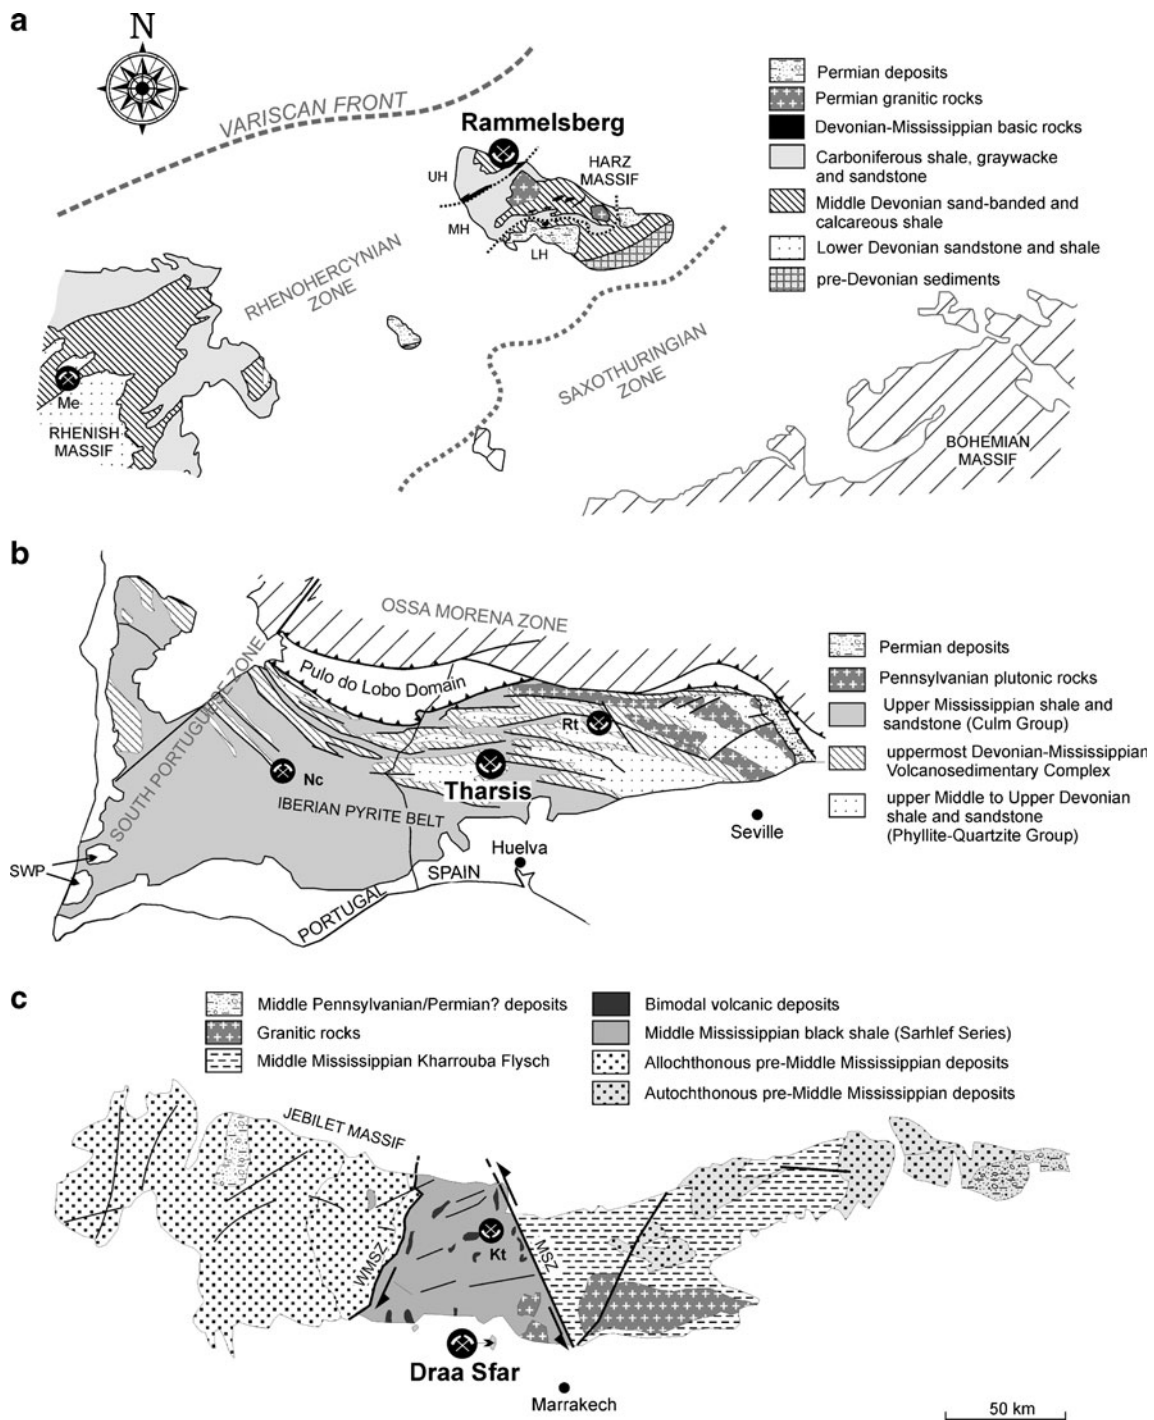 a
N
VARISCAN FRONT
Rammelsberg
UH
HARZ
MASSIF
MH
LH
RHENOHERCYNIAN
ZONE
SAXOTHURINGIAN
ZONE
Me
RHENISH
MASSIF
BOHEMIAN
MASSIF
Permian deposits
Permian granitic rocks
Devonian-Mississippian basic rocks
Carboniferous shale, graywacke
and sandstone
Middle Devonian sand-banded and
calcareous shale
Lower Devonian sandstone and shale
pre-Devonian sediments
b
OSSA MORENA ZONE
Pulo do Lobo Domain
SOUTH PORTUGUESE ZONE
Rt
Nc
Tharsis
IBERIAN PYRITE BELT
Seville
Huelva
SWP
SPAIN
PORTUGAL
Permian deposits
Pennsylvanian plutonic rocks
Upper Mississippian shale and
sandstone (Culm Group)
uppermost Devonian-Mississippian
Volcanosedimentary Complex
upper Middle to Upper Devonian
shale and sandstone
(Phyllite-Quartzite Group)
c
Middle Pennsylvanian/Permian? deposits
Granitic rocks
Middle Mississippian Kharrouba Flysch
Bimodal volcanic deposits
Middle Mississippian black shale (Sarhlef Series)
Allochthonous pre-Middle Mississippian deposits
Autochthonous pre-Middle Mississippian deposits
JEBILET MASSIF
WMSZ
Kt
MSZ
Draa Sfar
Marrakech
50 km